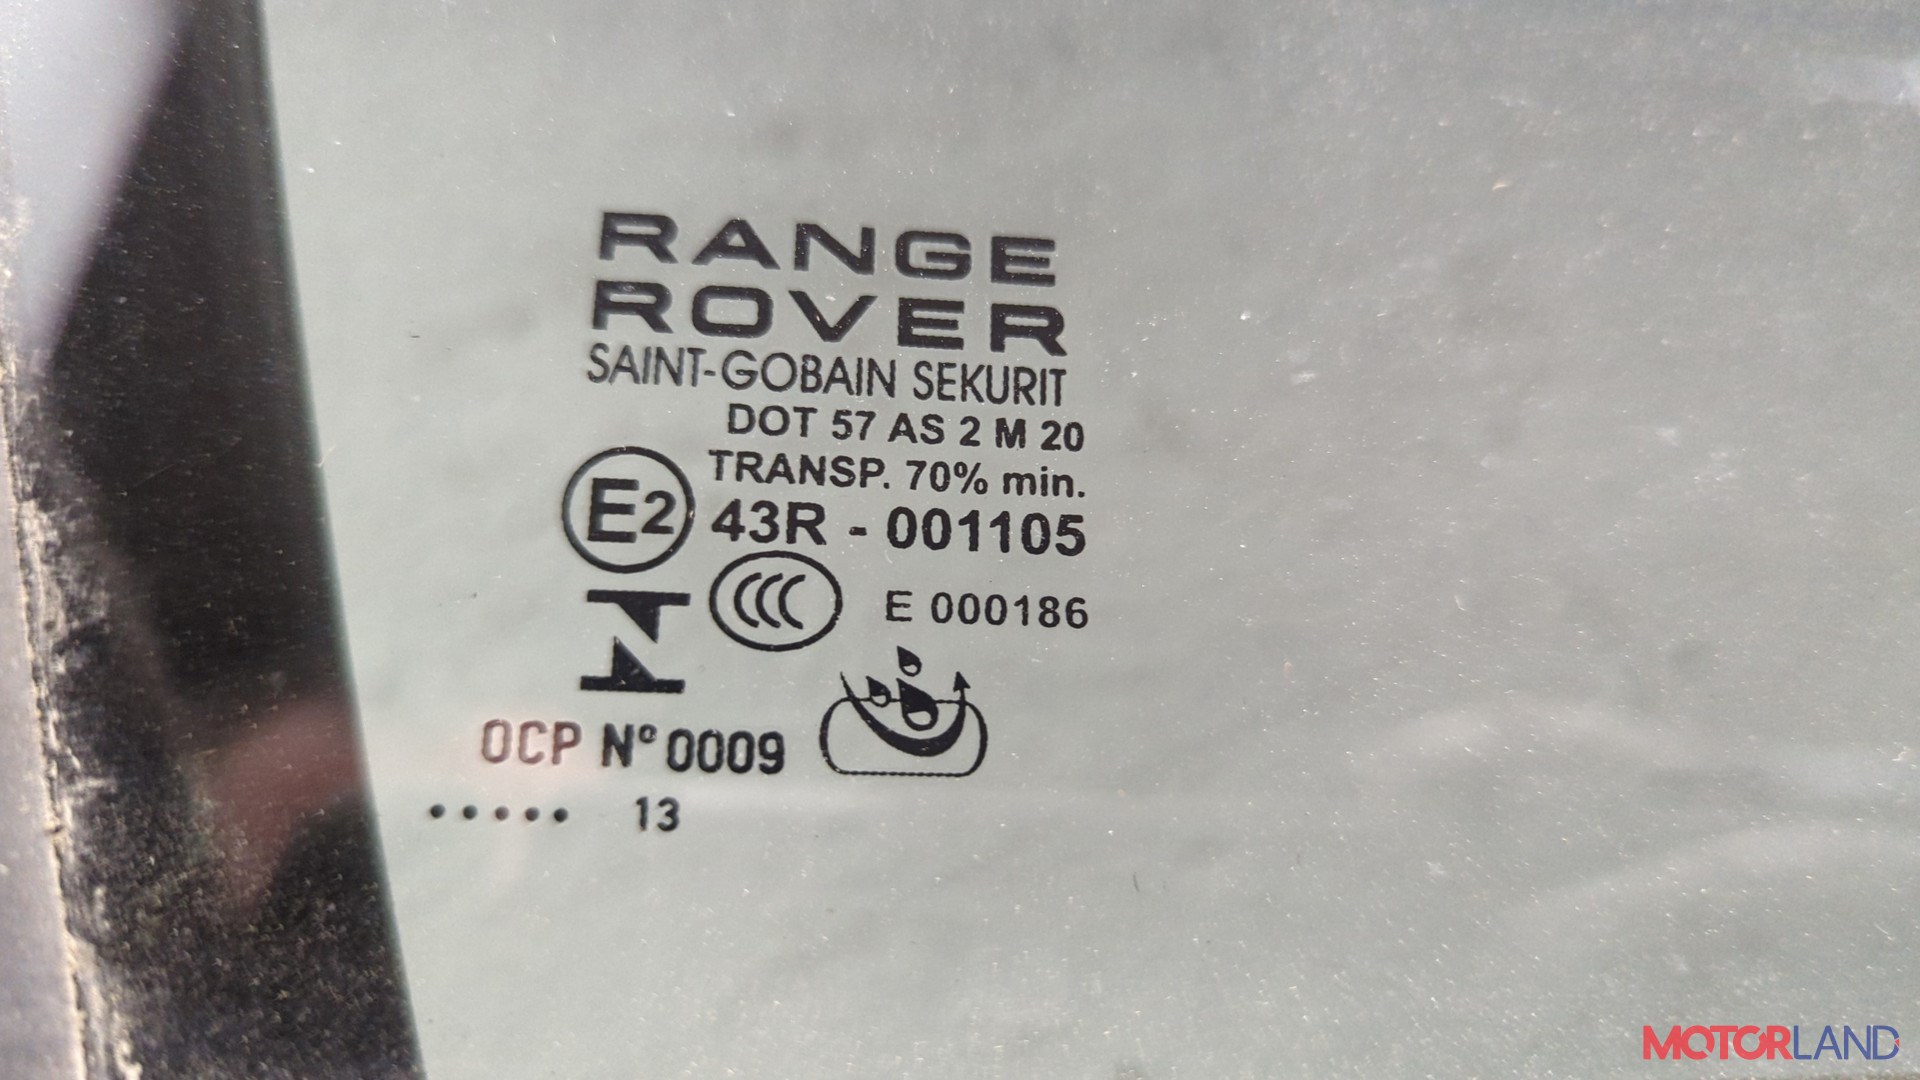 RANGE
ROVER
SAINT-GOBAIN SEKURIT
DOT 57 AS 2 M 20
TRANSP. 70% min.
E2 43R - 001105
CCC E 000186
OCP Nº 0009
..... 13
MOTORLAND